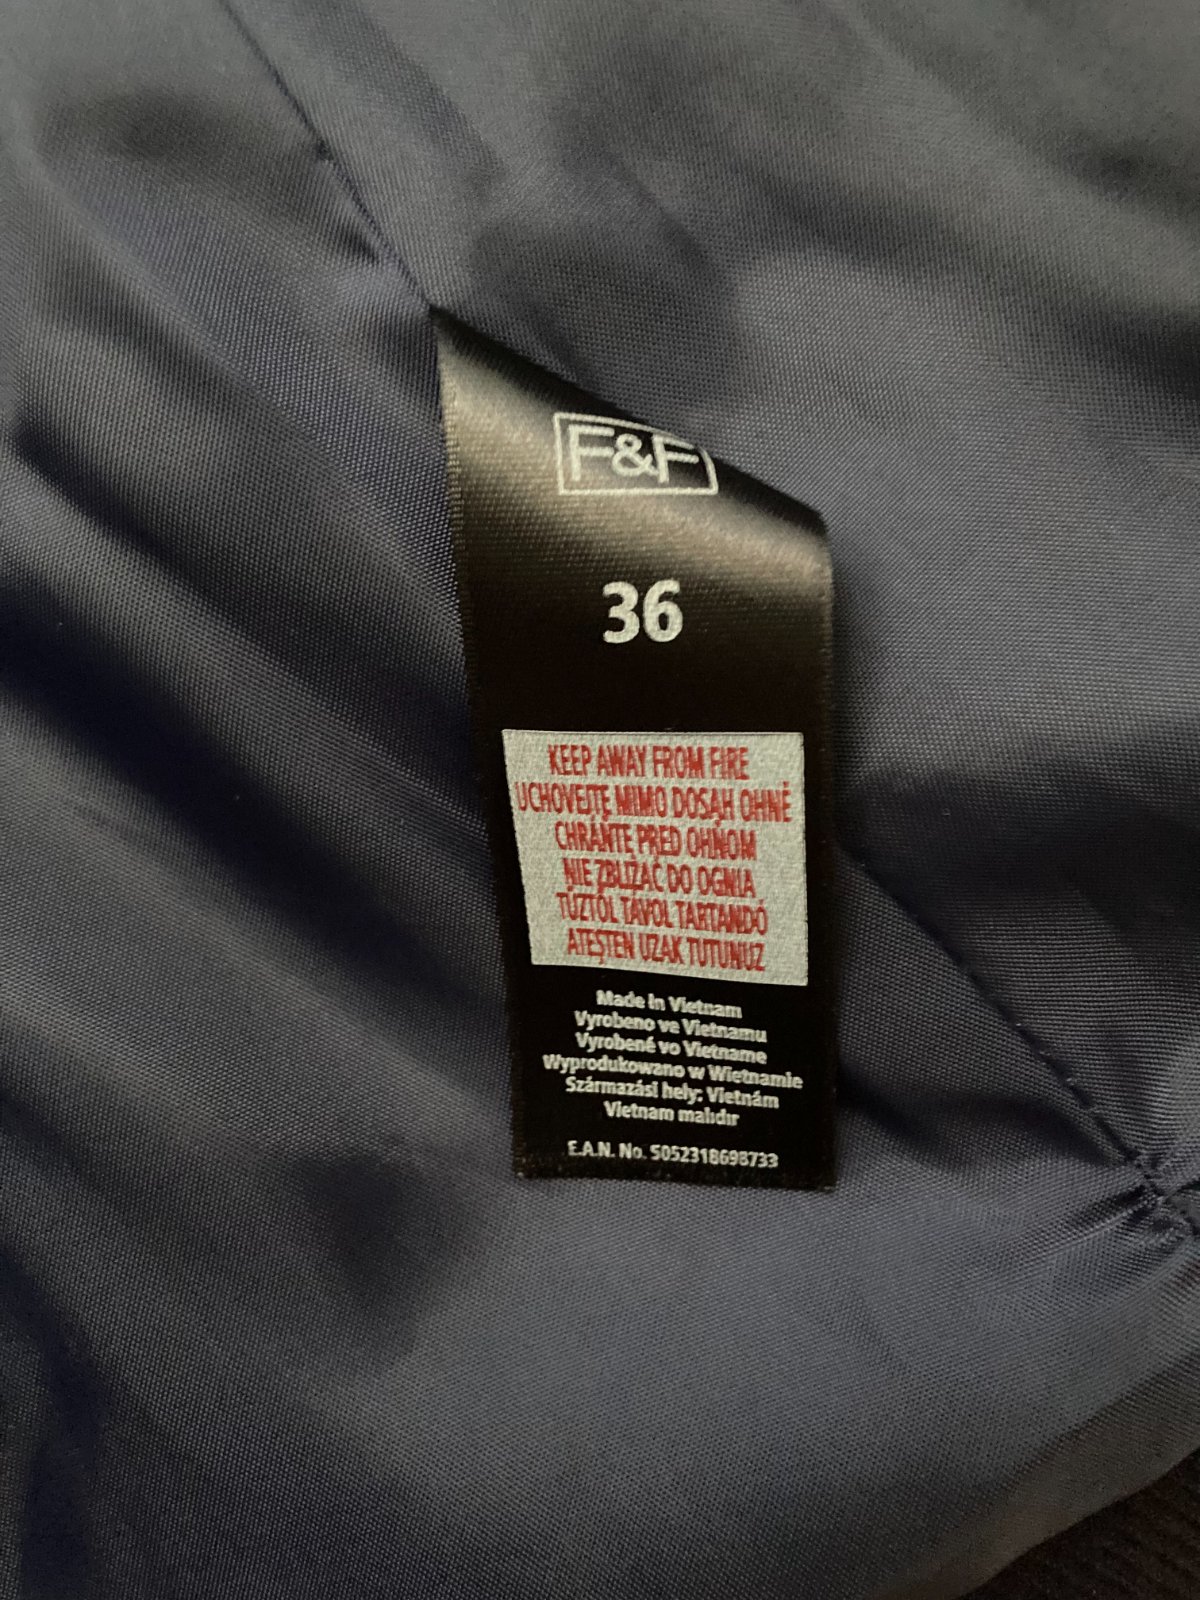 F&F
36
KEEP AWAY FROM FIRE
UCHOVEJTE MIMO DOSAH OHNĚ
CHRÁŇTE PRED OHŇOM
NIE ZBLIŻAĆ DO OGNIA
TŰZTŐL TÁVOL TARTANDÓ
ATEŞTEN UZAK TUTUNUZ
Made in Vietnam
Vyrobeno ve Vietnamu
Vyrobené vo Vietname
Wyprodukowano w Wietnamie
Származási hely: Vietnám
Vietnam malıdır
E.A.N. No. 5052318698733